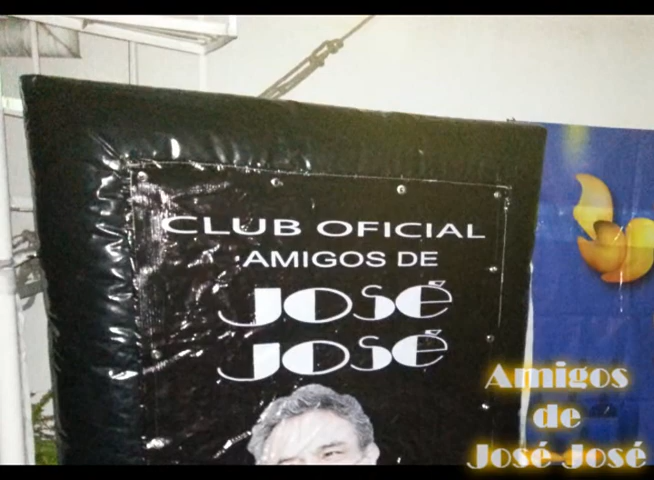 CLUB OFICIAL
AMIGOS DE
JOSÉ
JOSÉ
Amigos
de
José José